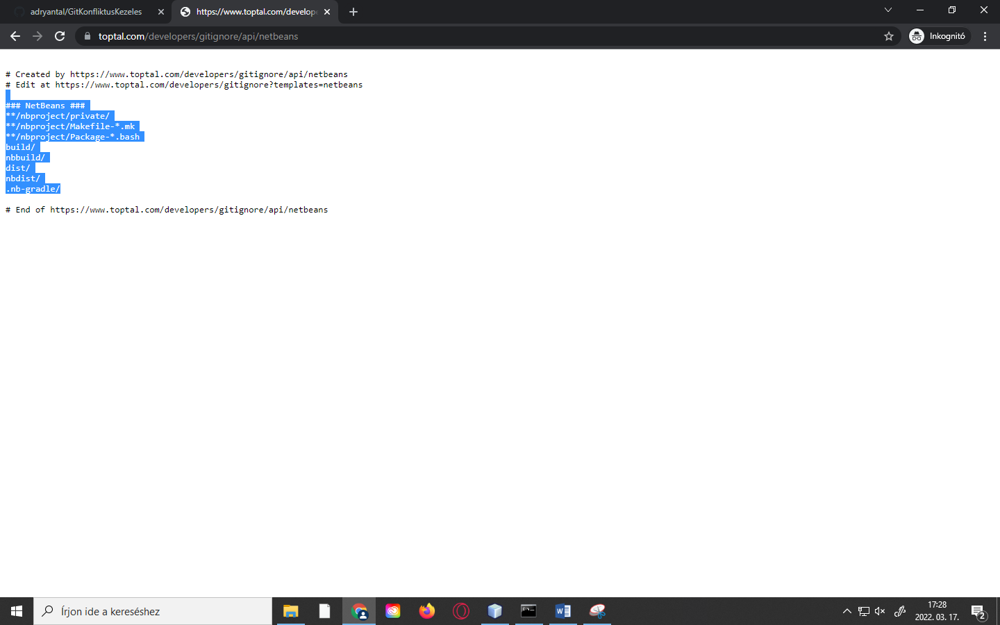 adryantal/GitKonfliktusKezeles
https://www.toptal.com/develope
toptal.com/developers/gitignore/api/netbeans
Inkognitó
# Created by https://www.toptal.com/developers/gitignore/api/netbeans
# Edit at https://www.toptal.com/developers/gitignore?templates=netbeans
### NetBeans ###
**/nbproject/private/
**/nbproject/Makefile-*.mk
**/nbproject/Package-*.bash
build/
nbbuild/
dist/
nbdist/
.nb-gradle/
# End of https://www.toptal.com/developers/gitignore/api/netbeans
Írjon ide a kereséshez
17:28
2022. 03. 17.
2